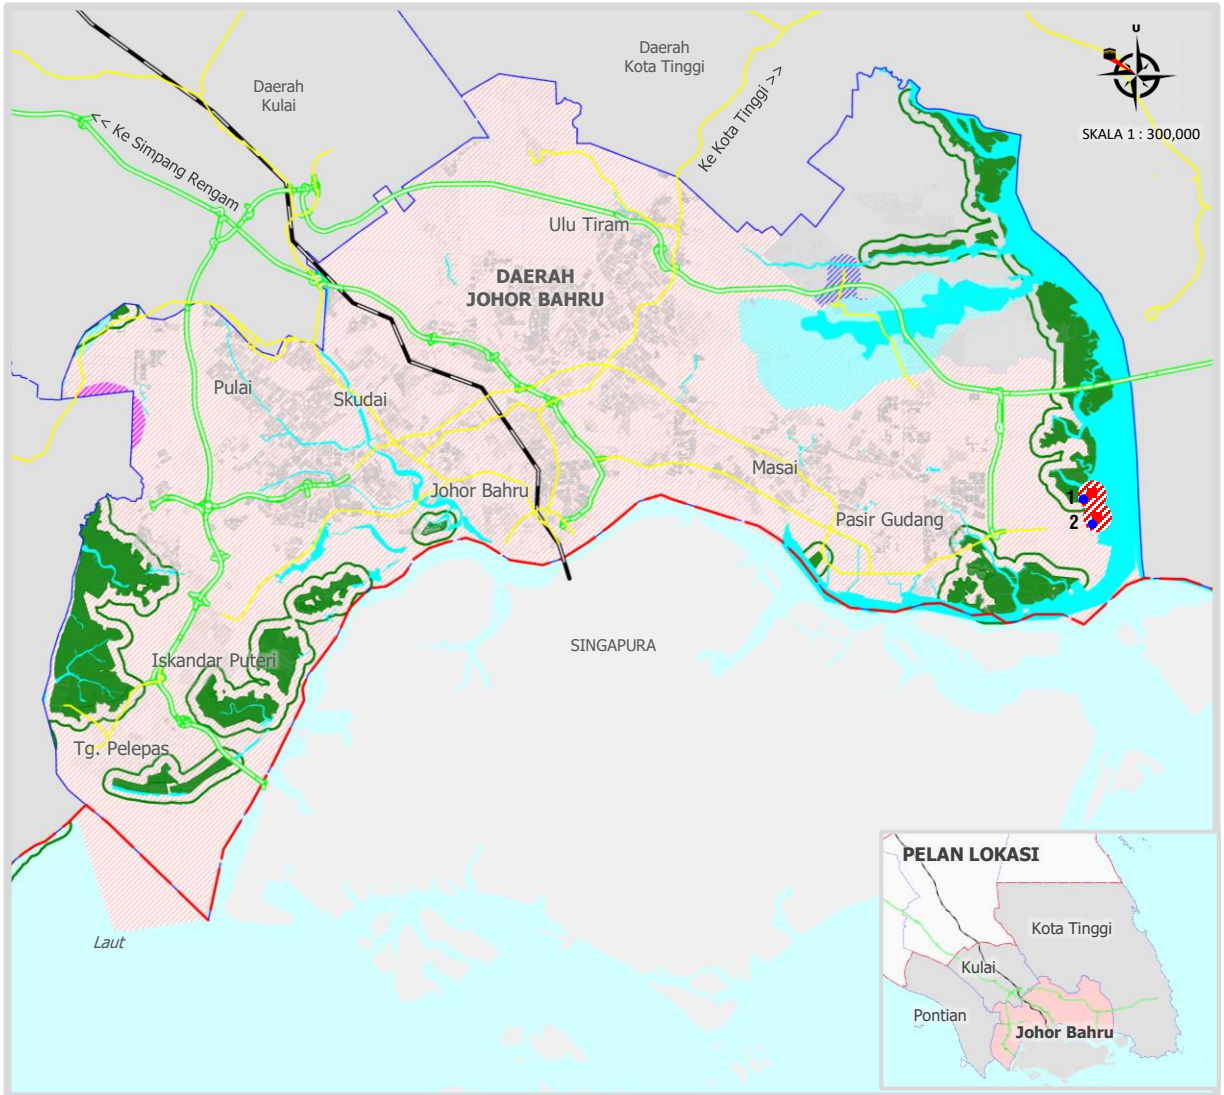 U
SKALA 1 : 300,000
Daerah
Kota Tinggi
Daerah
Kulai
Ke Kota Tinggi >>
<< Ke Simpang Rengam
Ulu Tiram
DAERAH
JOHOR BAHRU
Pulai
Skudai
Johor Bahru
Masai
Pasir Gudang
1
2
SINGAPURA
Iskandar Puteri
Tg. Pelepas
Laut
PELAN LOKASI
Kota Tinggi
Kulai
Pontian
Johor Bahru